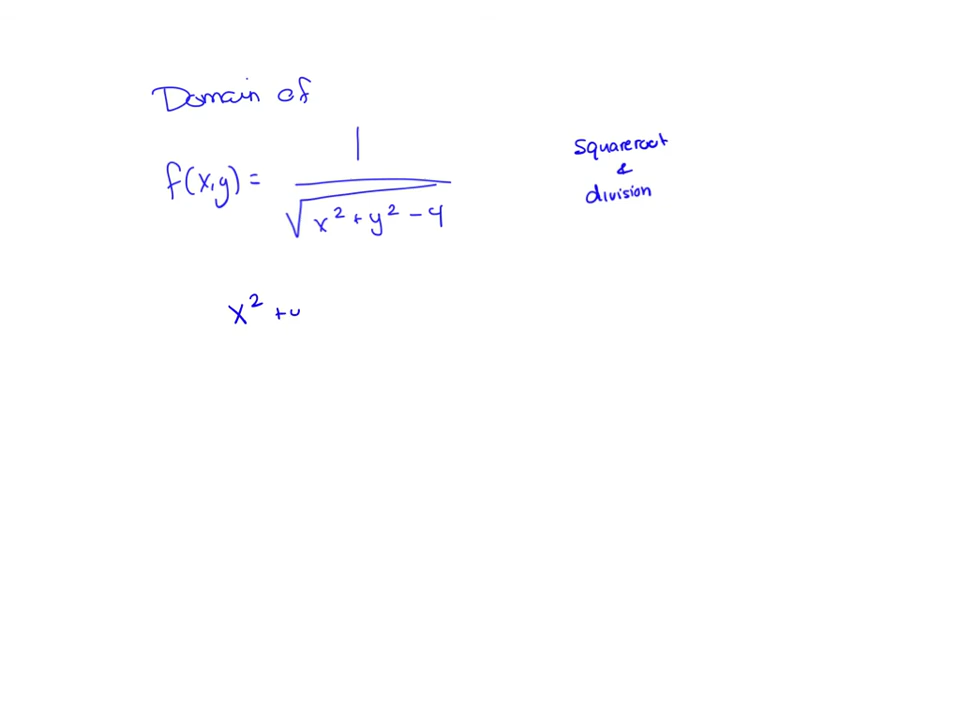 Domain of
f(x,y) = 1 / √(x² + y² - 4)
Squareroot
&
division
x² +